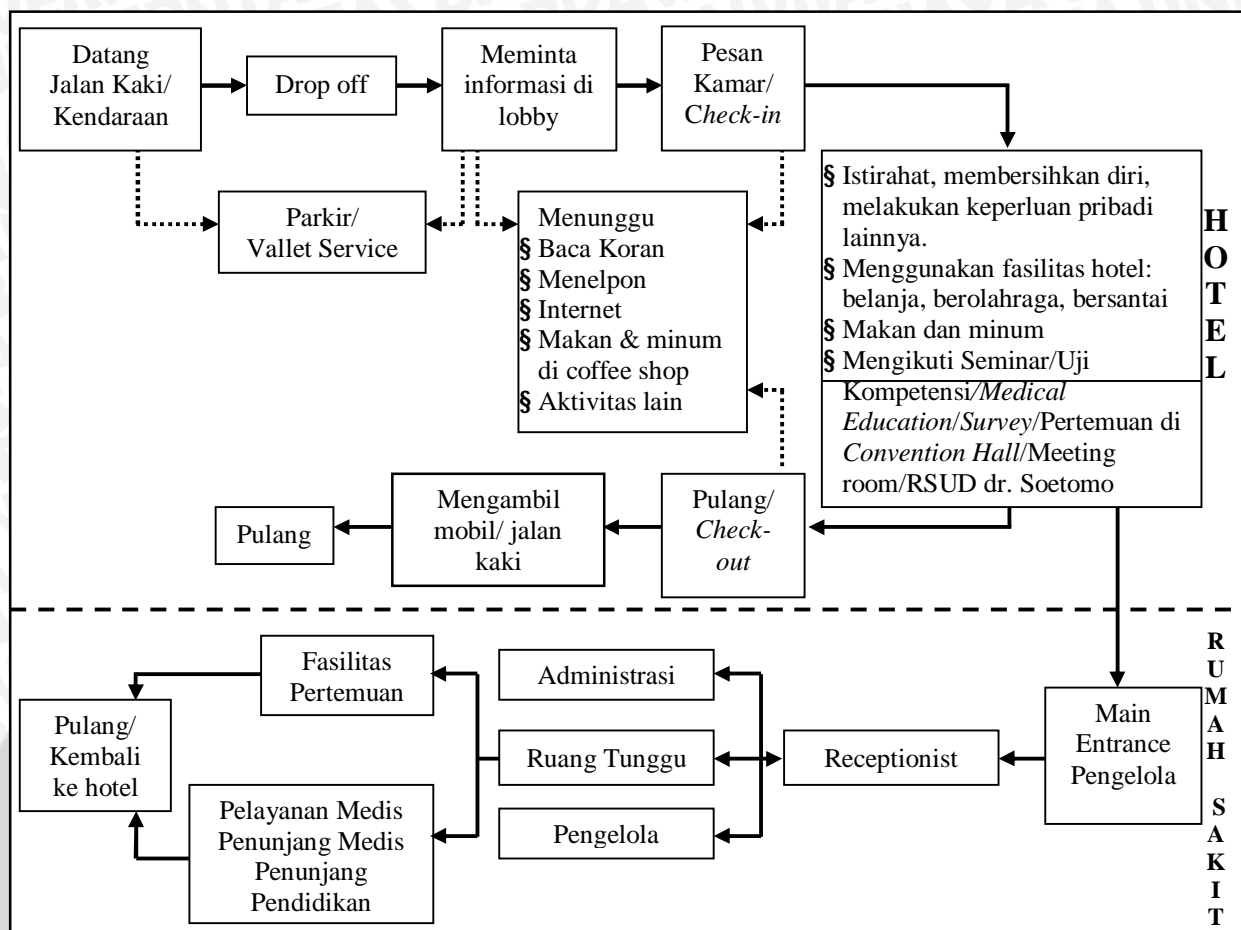 Datang
Jalan Kaki/
Kendaraan
Drop off
Meminta
informasi di
lobby
Pesan
Kamar/
Check-in
Parkir/
Vallet Service
Menunggu
§ Baca Koran
§ Menelpon
§ Internet
§ Makan & minum
di coffee shop
§ Aktivitas lain
§ Istirahat, membersihkan diri,
melakukan keperluan pribadi
lainnya.
§ Menggunakan fasilitas hotel:
belanja, berolahraga, bersantai
§ Makan dan minum
§ Mengikuti Seminar/Uji
Kompetensi/Medical
Education/Survey/Pertemuan di
Convention Hall/Meeting
room/RSUD dr. Soetomo
HOTEL
Pulang
Mengambil
mobil/ jalan
kaki
Pulang/
Check-
out
Fasilitas
Pertemuan
Administrasi
Pulang/
Kembali
ke hotel
Ruang Tunggu
Receptionist
Main
Entrance
Pengelola
Pelayanan Medis
Penunjang Medis
Penunjang
Pendidikan
Pengelola
RUMAH SAKIT